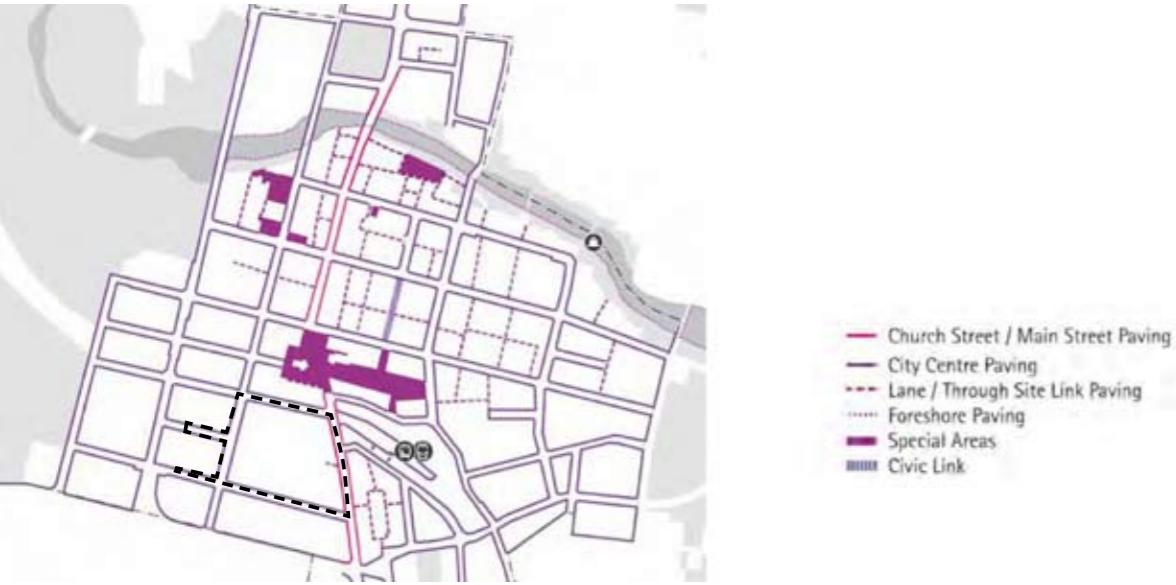 Church Street / Main Street Paving
City Centre Paving
Lane / Through Site Link Paving
Foreshore Paving
Special Areas
Civic Link